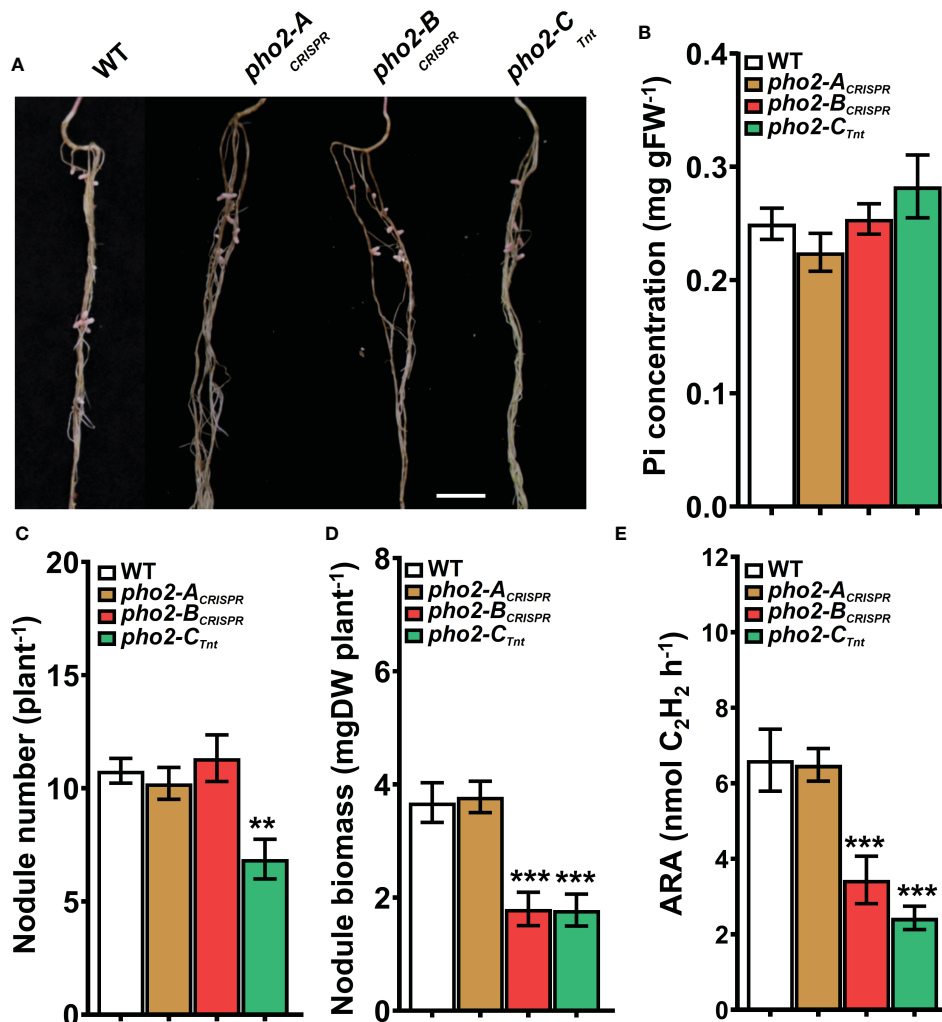 A
WT
pho2-A CRISPR
pho2-B CRISPR
pho2-C Tnt
B
Pi concentration (mg gFW-1)
0.4
0.3
0.2
0.1
0.0
WT
pho2-ACRISPR
pho2-BCRISPR
pho2-CTnt
C
Nodule number (plant-1)
20
15
10
5
0
WT
pho2-ACRISPR
pho2-BCRISPR
pho2-CTnt
**
D
Nodule biomass (mgDW plant-1)
8
6
4
2
0
WT
pho2-ACRISPR
pho2-BCRISPR
pho2-CTnt
*** ***
E
ARA (nmol C2H2 h-1)
12
10
8
6
4
2
0
WT
pho2-ACRISPR
pho2-BCRISPR
pho2-CTnt
***
***